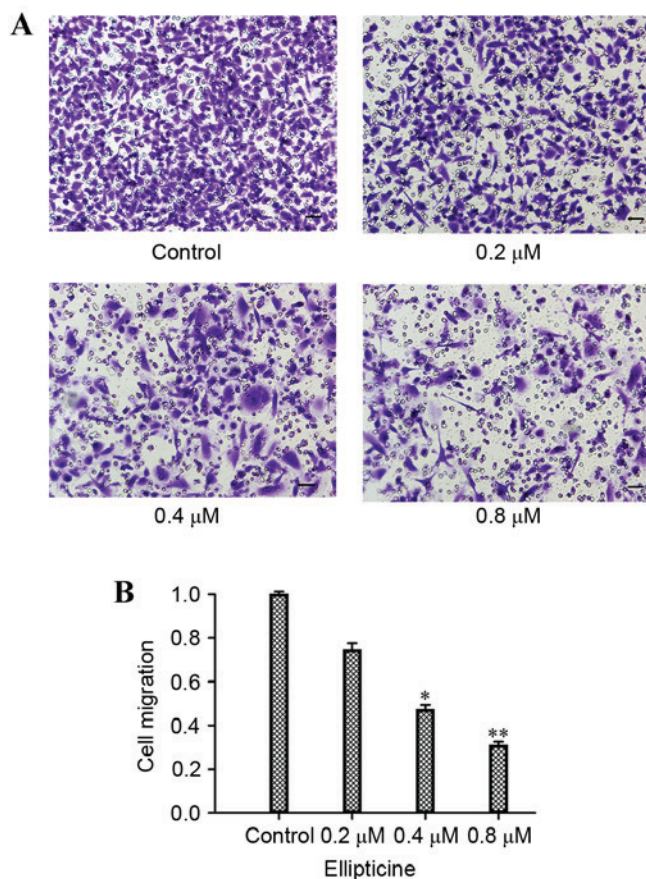 A
Control
0.2 μM
0.4 μM
0.8 μM
B
1.0
0.8
0.6
0.4
0.2
0.0
Cell migration
*
**
Control 0.2 μM 0.4 μM 0.8 μM
Ellipticine